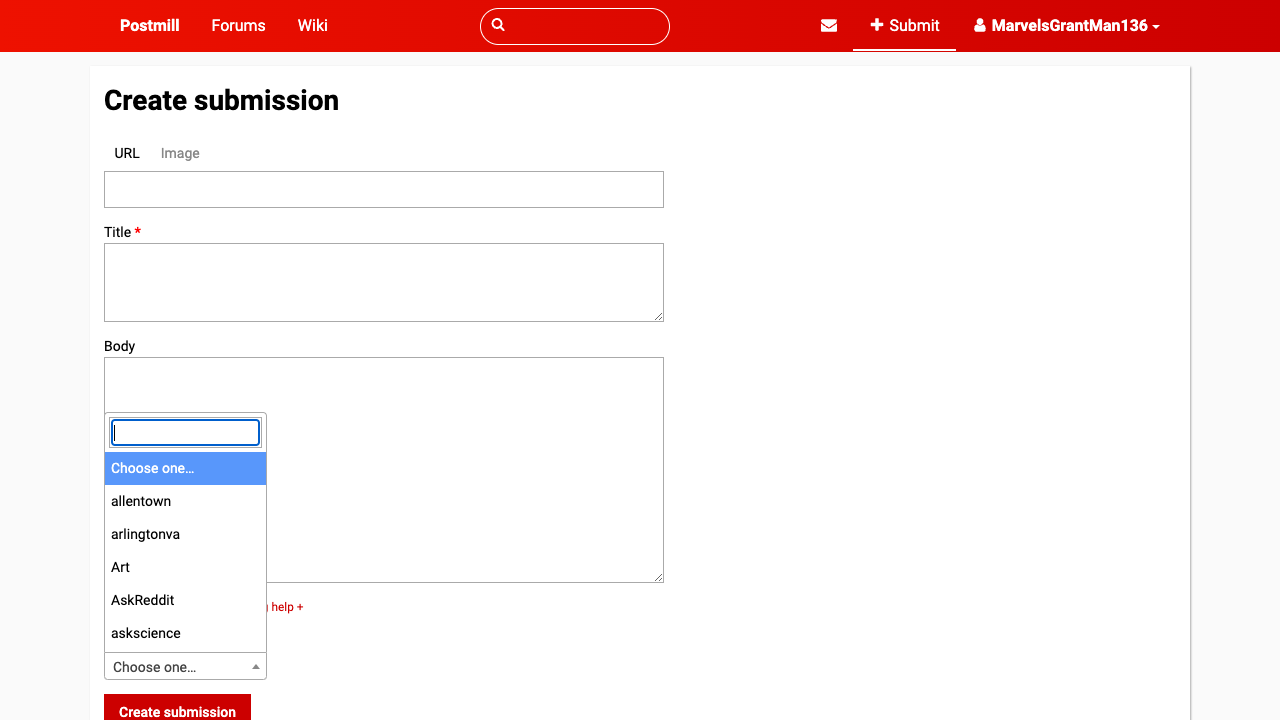 Postmill Forums Wiki Submit MarvelsGrantMan136
Create submission
URL Image
Title *
Body
Choose one…
allentown
arlingtonva
Art
AskReddit
askscience
help +
Choose one…
Create submission